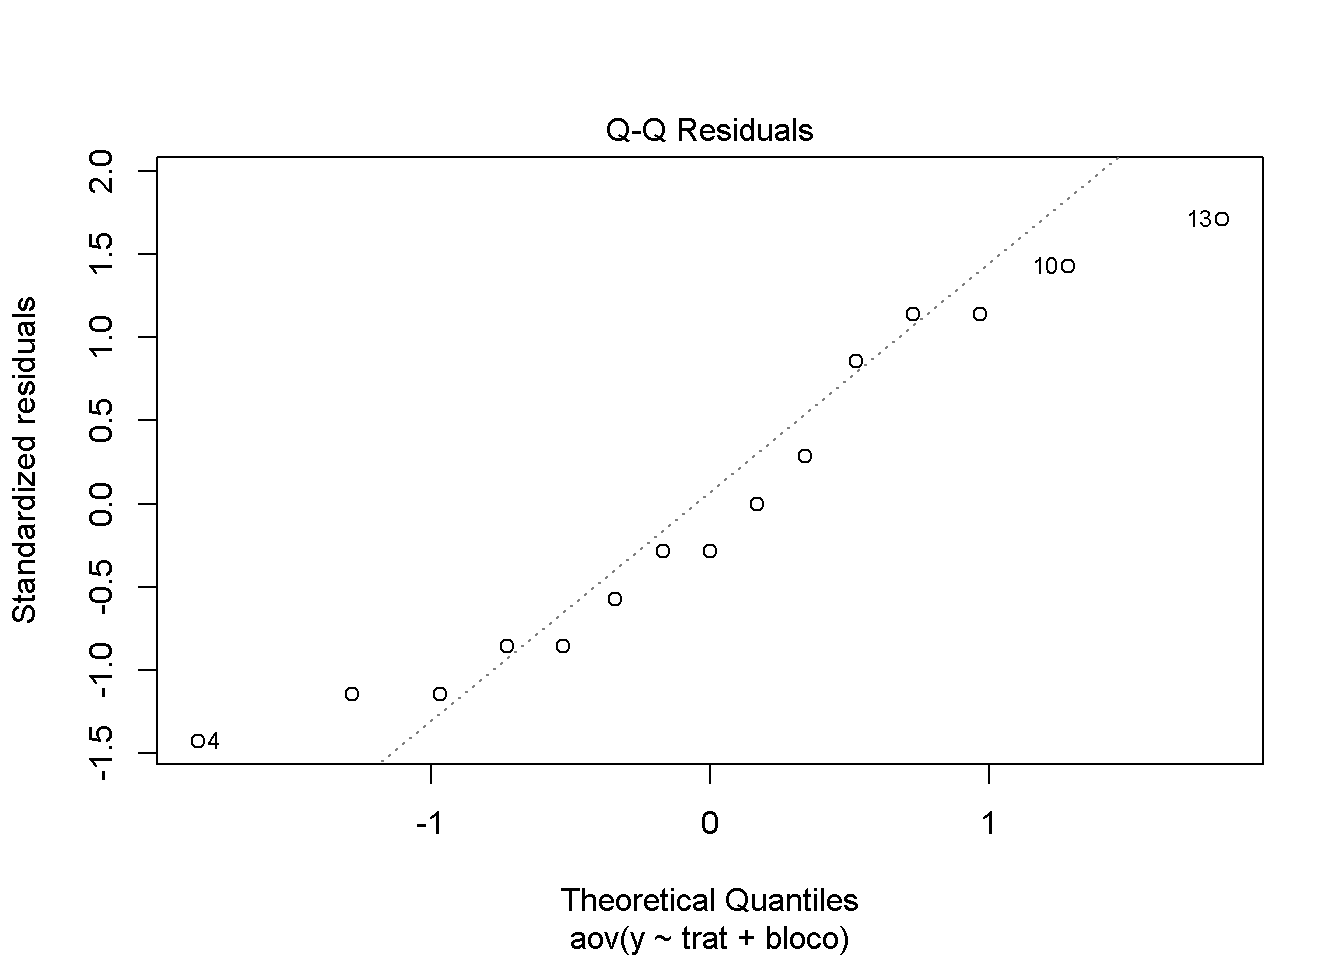 Q-Q Residuals
Standardized residuals
2.0
1.5
1.0
0.5
0.0
-0.5
-1.0
-1.5
13
10
4
-1 0 1
Theoretical Quantiles
aov(y ~ trat + bloco)